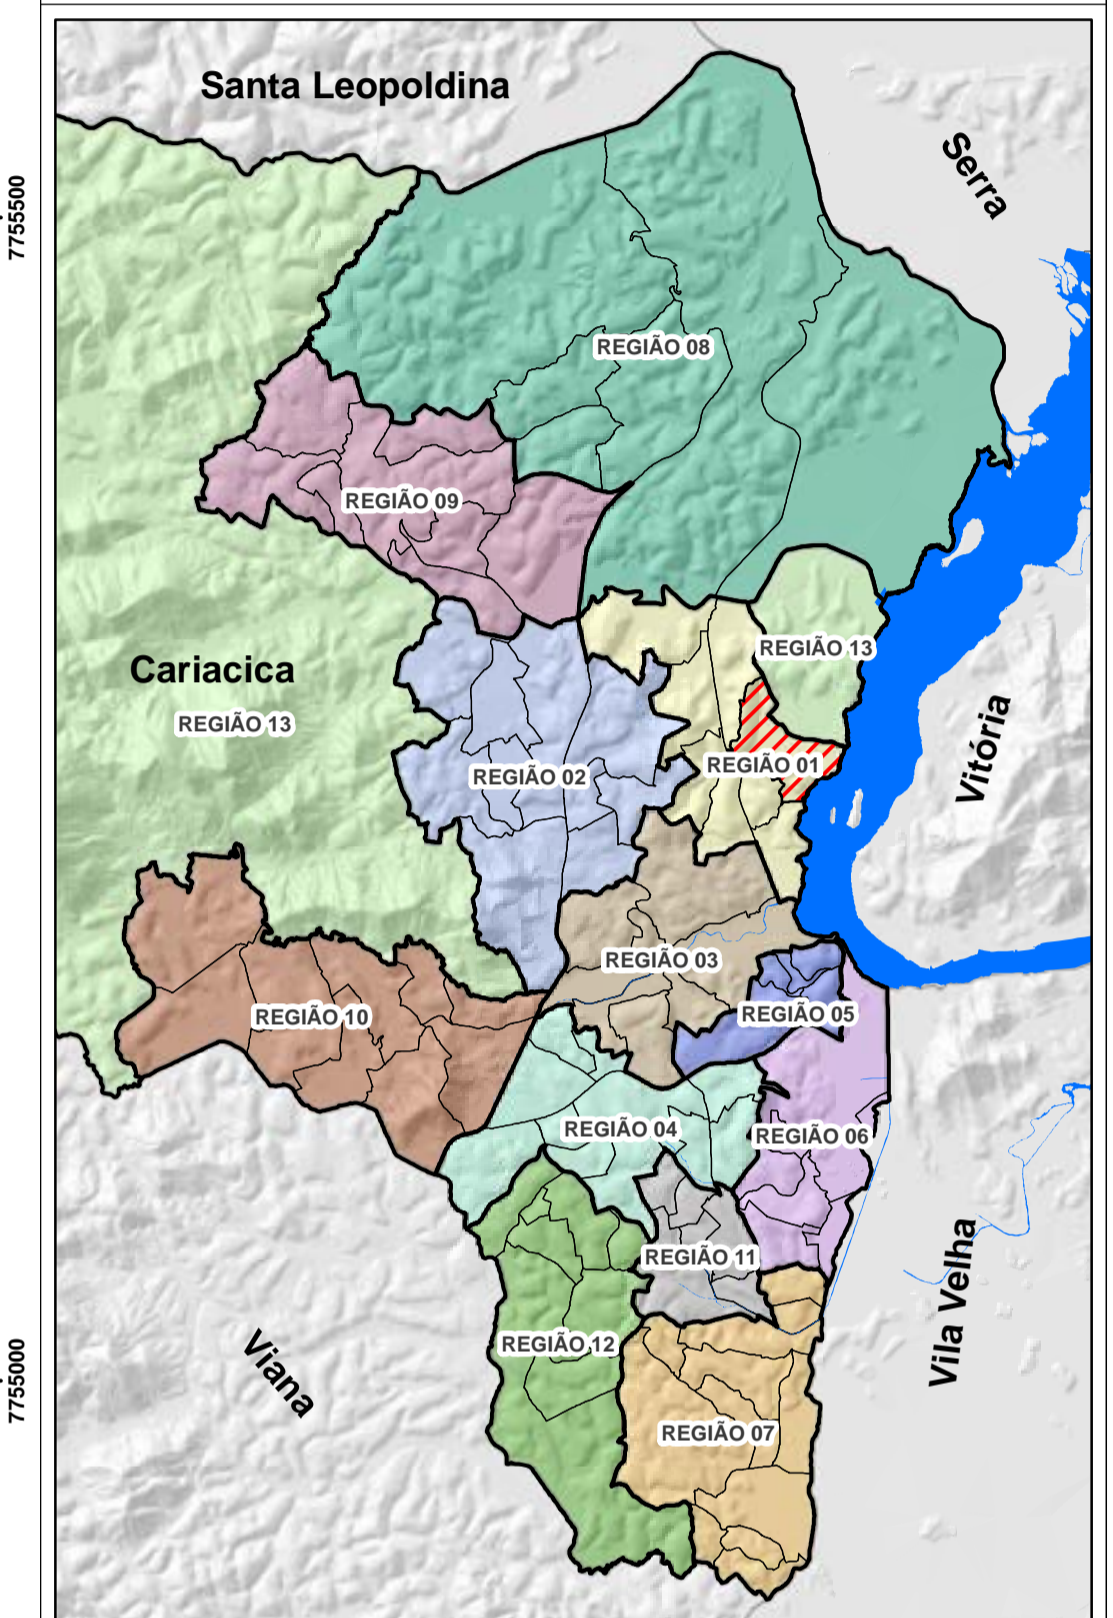 Santa Leopoldina
Serra
7755500
REGIÃO 08
REGIÃO 09
REGIÃO 13
Cariacica
REGIÃO 13
Vitória
REGIÃO 01
REGIÃO 02
REGIÃO 03
REGIÃO 05
REGIÃO 10
REGIÃO 04
REGIÃO 06
REGIÃO 11
Vila Velha
REGIÃO 12
Viana
7755000
REGIÃO 07